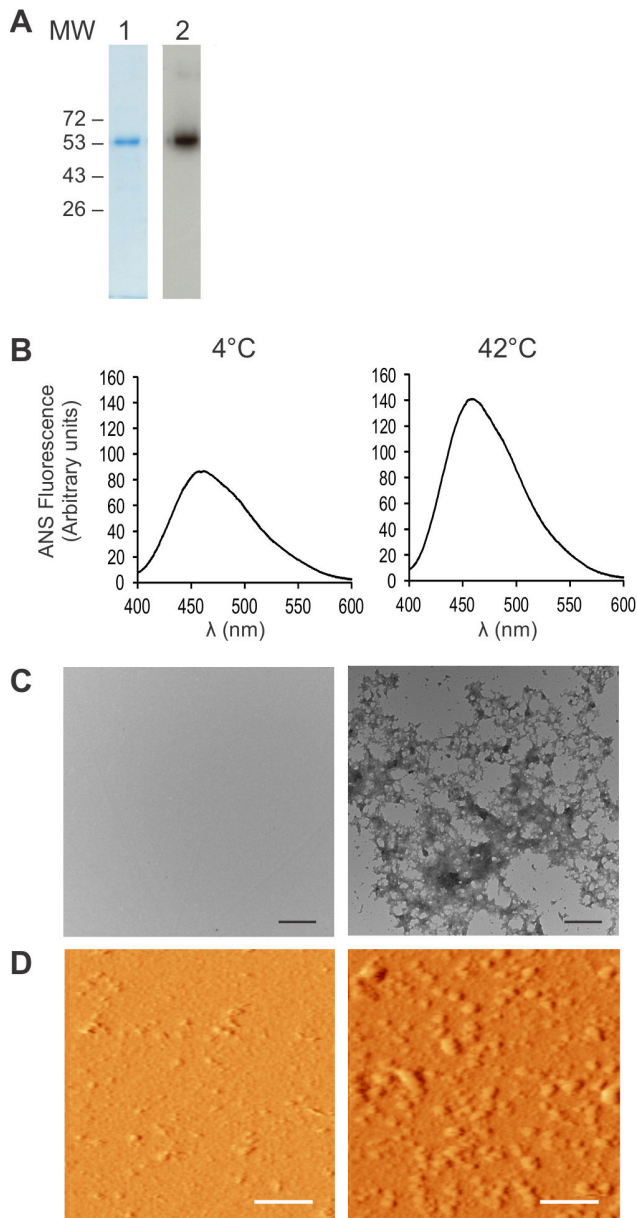 A
MW 1 2
72 –
53 –
43 –
26 –
B
4°C 42°C
ANS Fluorescence
(Arbitrary units)
160
140
120
100
80
60
40
20
0
400 450 500 550 600
λ (nm)
160
140
120
100
80
60
40
20
0
400 450 500 550 600
λ (nm)
C
D